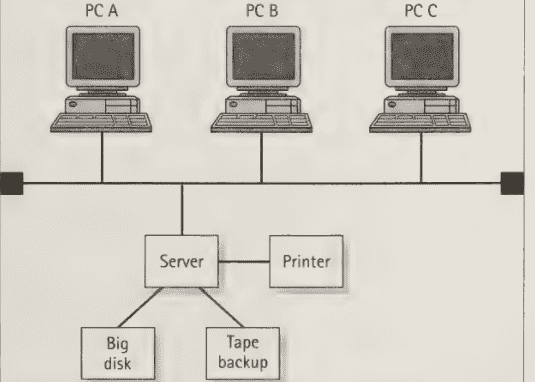 PC A
PC B
PC C
Server
Printer
Big
disk
Tape
backup